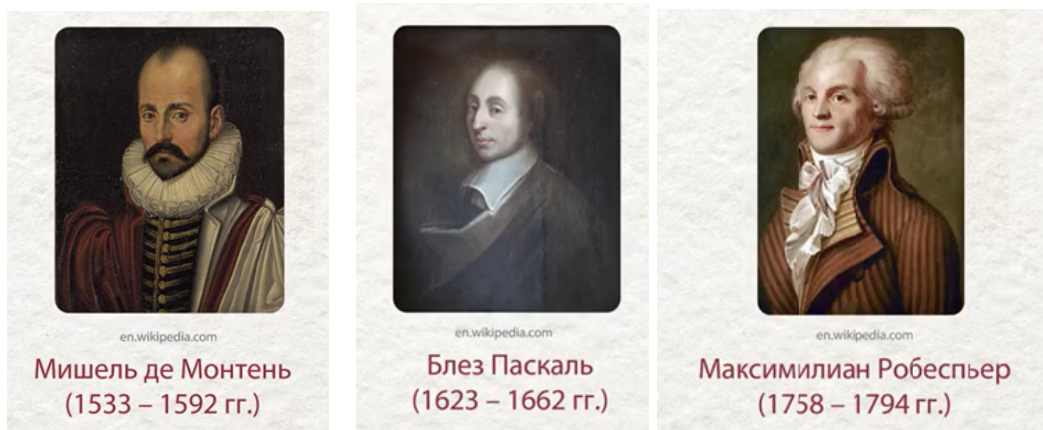 en.wikipedia.com
Мишель де Монтень
(1533 – 1592 гг.)
en.wikipedia.com
Блез Паскаль
(1623 – 1662 гг.)
en.wikipedia.com
Максимилиан Робеспьер
(1758 – 1794 гг.)